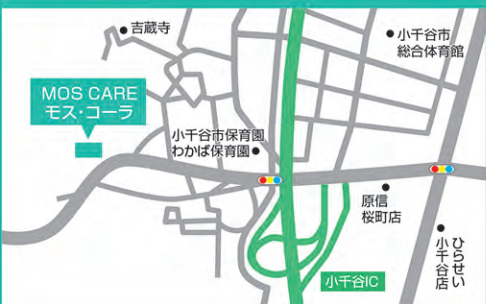 吉蔵寺
小千谷市
総合体育館
MOS CARE
モス・コーラ
小千谷市保育園
わかば保育園
原信
桜町店
ひらせい
小千谷店
小千谷IC